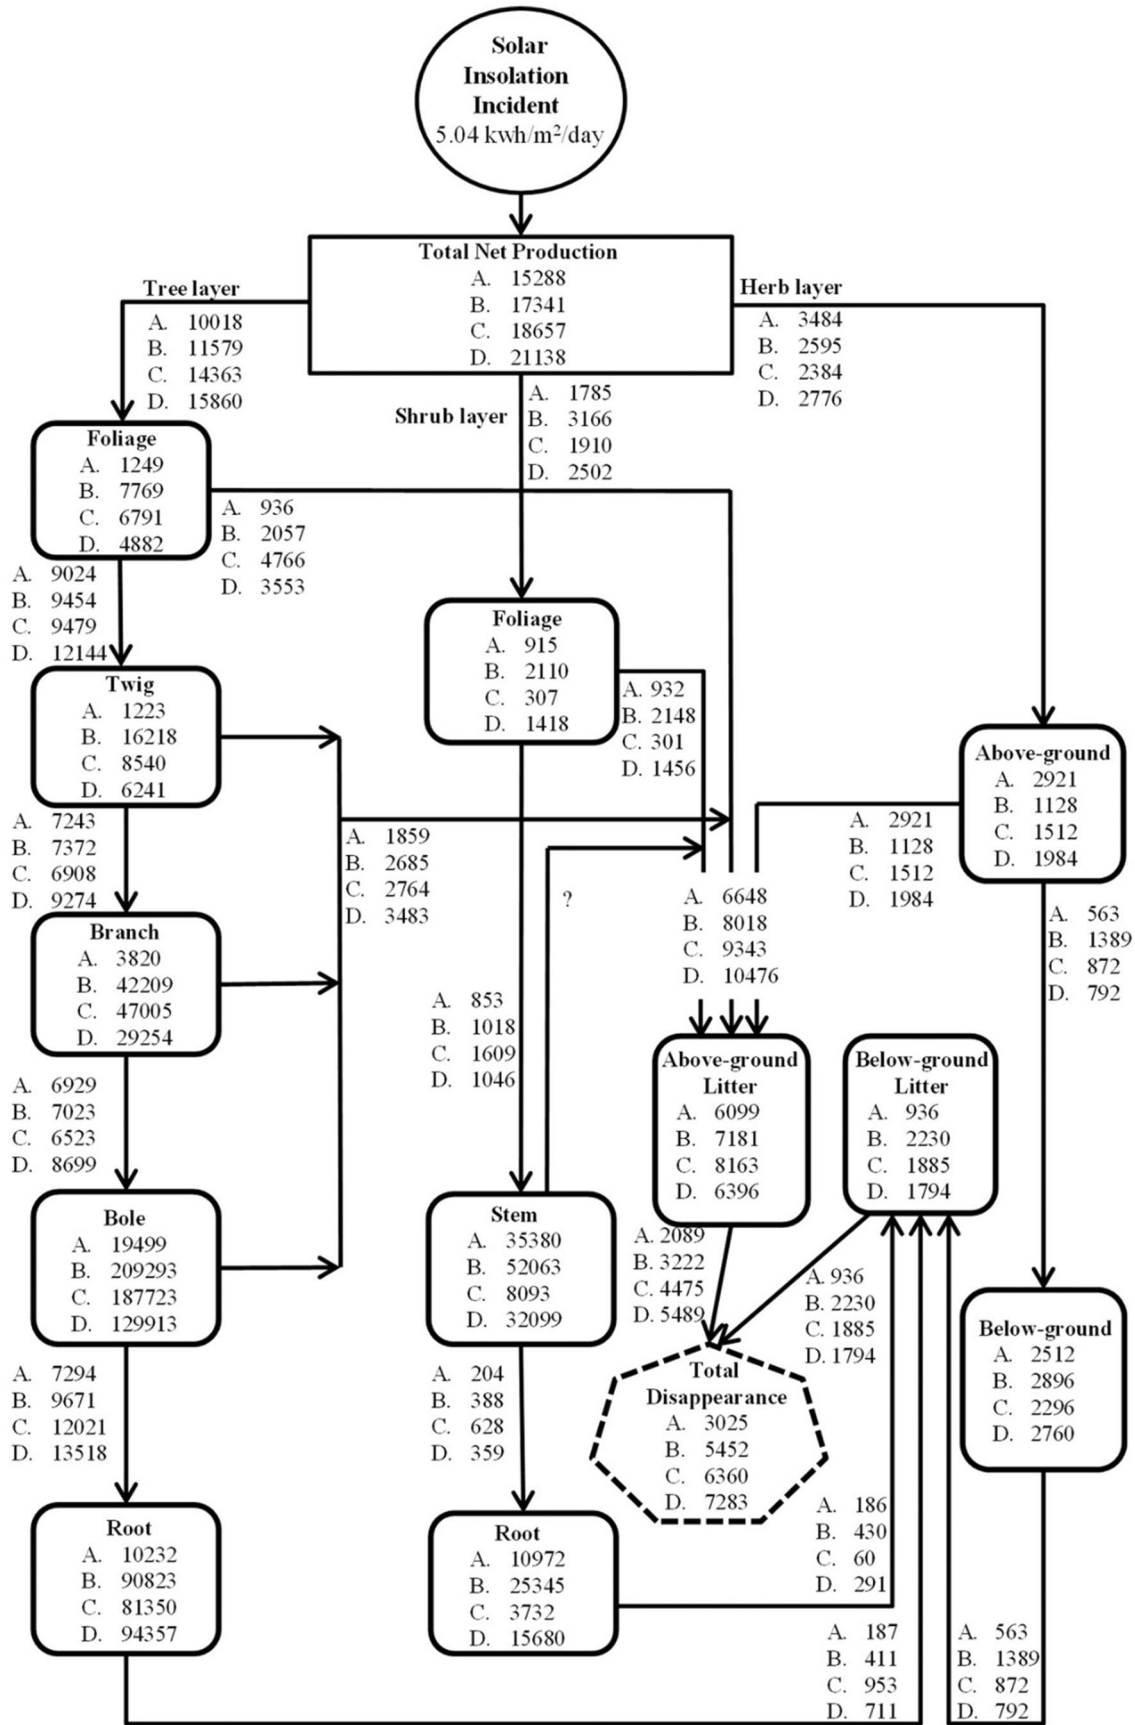 Solar
Insolation
Incident
5.04 kwh/m²/day
Total Net Production
A. 15288
B. 17341
C. 18657
D. 21138
Tree layer
A. 10018
B. 11579
C. 14363
D. 15860
Herb layer
A. 3484
B. 2595
C. 2384
D. 2776
Shrub layer
A. 1785
B. 3166
C. 1910
D. 2502
Foliage
A. 1249
B. 7769
C. 6791
D. 4882
A. 936
B. 2057
C. 4766
D. 3553
A. 9024
B. 9454
C. 9479
D. 12144
Foliage
A. 915
B. 2110
C. 307
D. 1418
A. 932
B. 2148
C. 301
D. 1456
Twig
A. 1223
B. 16218
C. 8540
D. 6241
Above-ground
A. 2921
B. 1128
C. 1512
D. 1984
A. 7243
B. 7372
C. 6908
D. 9274
A. 1859
B. 2685
C. 2764
D. 3483
?
A. 6648
B. 8018
C. 9343
D. 10476
A. 2921
B. 1128
C. 1512
D. 1984
A. 563
B. 1389
C. 872
D. 792
Branch
A. 3820
B. 42209
C. 47005
D. 29254
A. 853
B. 1018
C. 1609
D. 1046
Above-ground
Litter
A. 6099
B. 7181
C. 8163
D. 6396
Below-ground
Litter
A. 936
B. 2230
C. 1885
D. 1794
A. 6929
B. 7023
C. 6523
D. 8699
Bole
A. 19499
B. 209293
C. 187723
D. 129913
Stem
A. 35380
B. 52063
C. 8093
D. 32099
A. 2089
B. 3222
C. 4475
D. 5489
A. 936
B. 2230
C. 1885
D. 1794
Below-ground
A. 2512
B. 2896
C. 2296
D. 2760
A. 7294
B. 9671
C. 12021
D. 13518
A. 204
B. 388
C. 628
D. 359
Total
Disappearance
A. 3025
B. 5452
C. 6360
D. 7283
Root
A. 10232
B. 90823
C. 81350
D. 94357
Root
A. 10972
B. 25345
C. 3732
D. 15680
A. 186
B. 430
C. 60
D. 291
A. 187
B. 411
C. 953
D. 711
A. 563
B. 1389
C. 872
D. 792